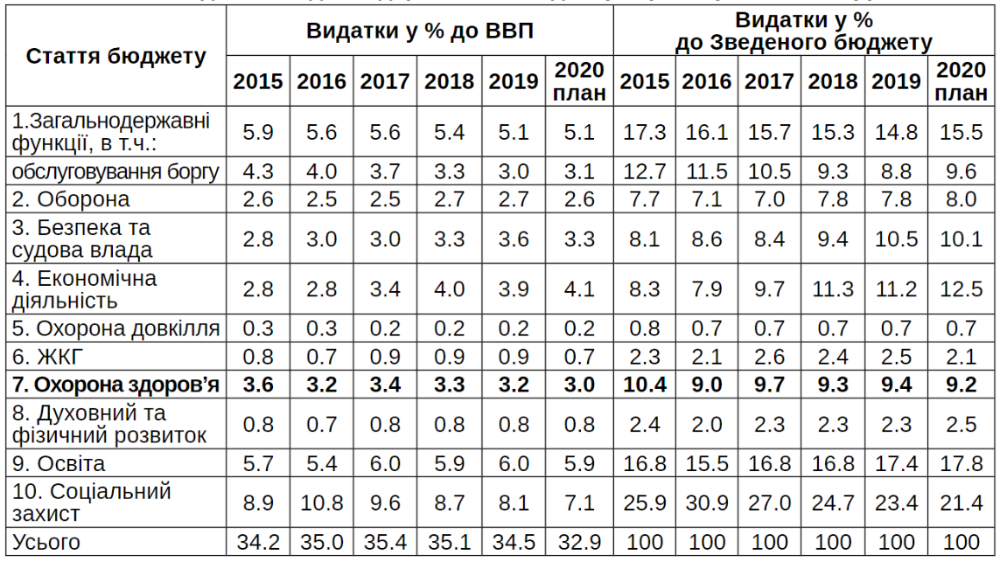 Стаття бюджету Видатки у % до ВВП Видатки у % до Зведеного бюджету
2015 2016 2017 2018 2019 2020 план 2015 2016 2017 2018 2019 2020 план
1.Загальнодержавні
функції, в т.ч.: 5.9 5.6 5.6 5.4 5.1 5.1 17.3 16.1 15.7 15.3 14.8 15.5
обслуговування боргу 4.3 4.0 3.7 3.3 3.0 3.1 12.7 11.5 10.5 9.3 8.8 9.6
2. Оборона 2.6 2.5 2.5 2.7 2.7 2.6 7.7 7.1 7.0 7.8 7.8 8.0
3. Безпека та
судова влада 2.8 3.0 3.0 3.3 3.6 3.3 8.1 8.6 8.4 9.4 10.5 10.1
4. Економічна
діяльність 2.8 2.8 3.4 4.0 3.9 4.1 8.3 7.9 9.7 11.3 11.2 12.5
5. Охорона довкілля 0.3 0.3 0.2 0.2 0.2 0.2 0.8 0.7 0.7 0.7 0.7 0.7
6. ЖКГ 0.8 0.7 0.9 0.9 0.9 0.7 2.3 2.1 2.6 2.4 2.5 2.1
7. Охорона здоров’я 3.6 3.2 3.4 3.3 3.2 3.0 10.4 9.0 9.7 9.3 9.4 9.2
8. Духовний та
фізичний розвиток 0.8 0.7 0.8 0.8 0.8 0.8 2.4 2.0 2.3 2.3 2.3 2.5
9. Освіта 5.7 5.4 6.0 5.9 6.0 5.9 16.8 15.5 16.8 16.8 17.4 17.8
10. Соціальний
захист 8.9 10.8 9.6 8.7 8.1 7.1 25.9 30.9 27.0 24.7 23.4 21.4
Усього 34.2 35.0 35.4 35.1 34.5 32.9 100 100 100 100 100 100